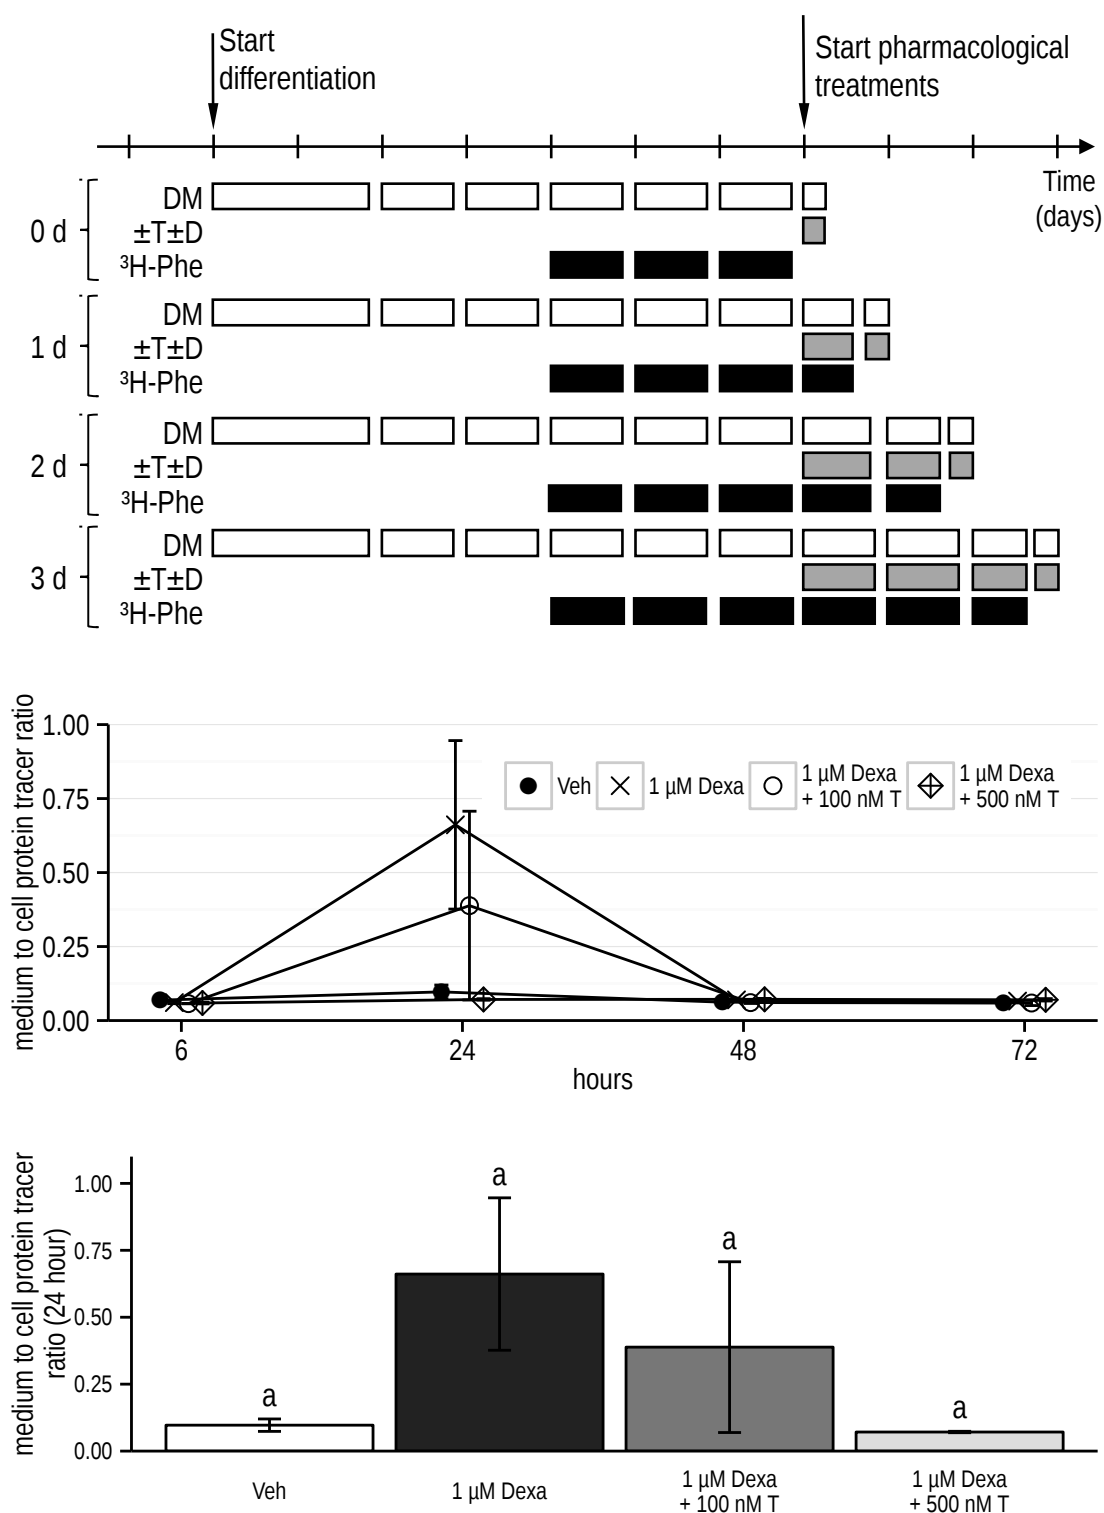 Start
differentiation
Start pharmacological
treatments
Time
(days)
0 d
DM
±T±D
³H-Phe
1 d
DM
±T±D
³H-Phe
2 d
DM
±T±D
³H-Phe
3 d
DM
±T±D
³H-Phe
medium to cell protein tracer ratio
1.00
0.75
0.50
0.25
0.00
Veh
1 µM Dexa
1 µM Dexa
+ 100 nM T
1 µM Dexa
+ 500 nM T
6
24
48
72
hours
medium to cell protein tracer
ratio (24 hour)
1.00
0.75
0.50
0.25
0.00
a
a
a
a
Veh
1 µM Dexa
1 µM Dexa
+ 100 nM T
1 µM Dexa
+ 500 nM T